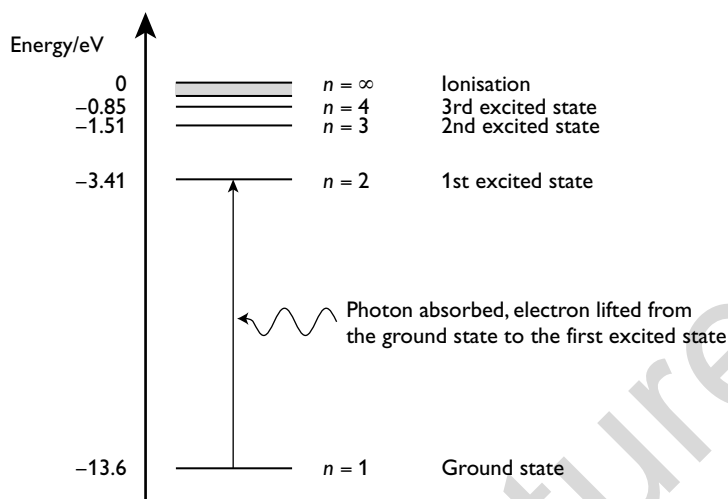 Energy/eV
0 n = ∞ Ionisation
−0.85 n = 4 3rd excited state
−1.51 n = 3 2nd excited state
−3.41 n = 2 1st excited state
Photon absorbed, electron lifted from
the ground state to the first excited state
−13.6 n = 1 Ground state
ture